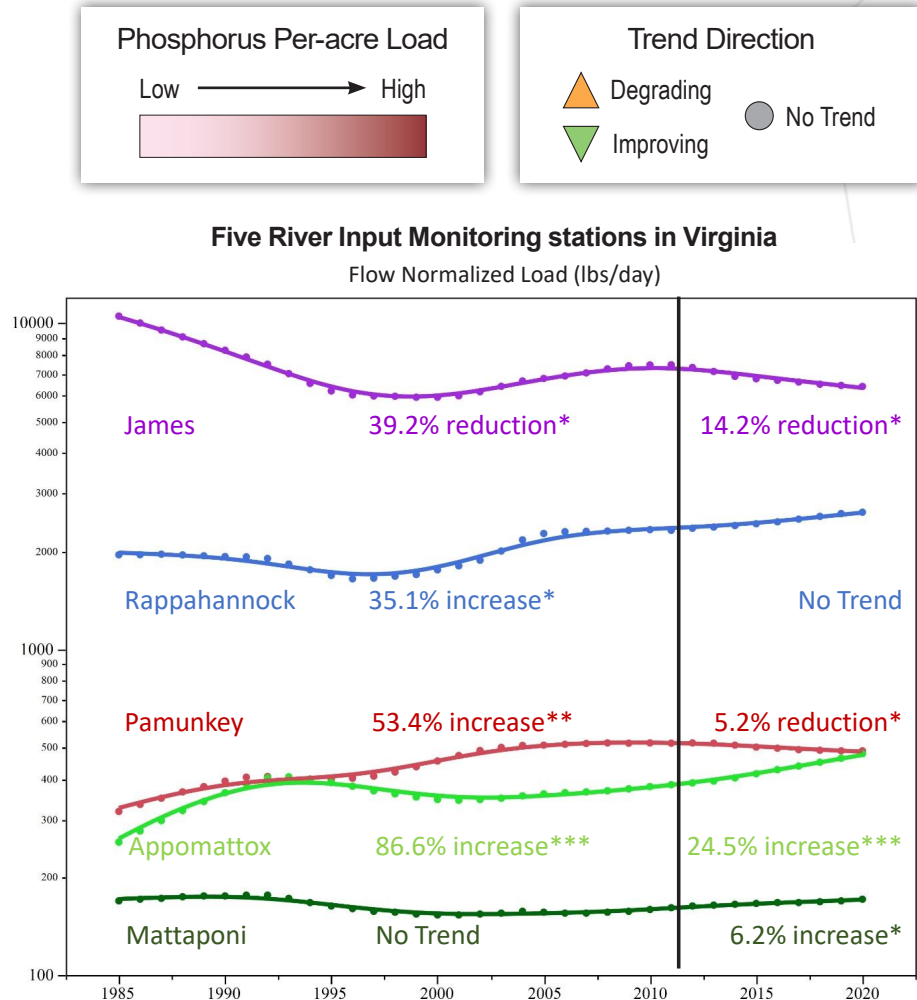 Phosphorus Per-acre Load
Low High
Trend Direction
Degrading
Improving
No Trend
Five River Input Monitoring stations in Virginia
Flow Normalized Load (lbs/day)
10000
9000
8000
7000
6000
5000
4000
3000
2000
1000
900
800
700
600
500
400
300
200
100
James 39.2% reduction* 14.2% reduction*
Rappahannock 35.1% increase* No Trend
Pamunkey 53.4% increase** 5.2% reduction*
Appomattox 86.6% increase*** 24.5% increase***
Mattaponi No Trend 6.2% increase*
1985 1990 1995 2000 2005 2010 2015 2020